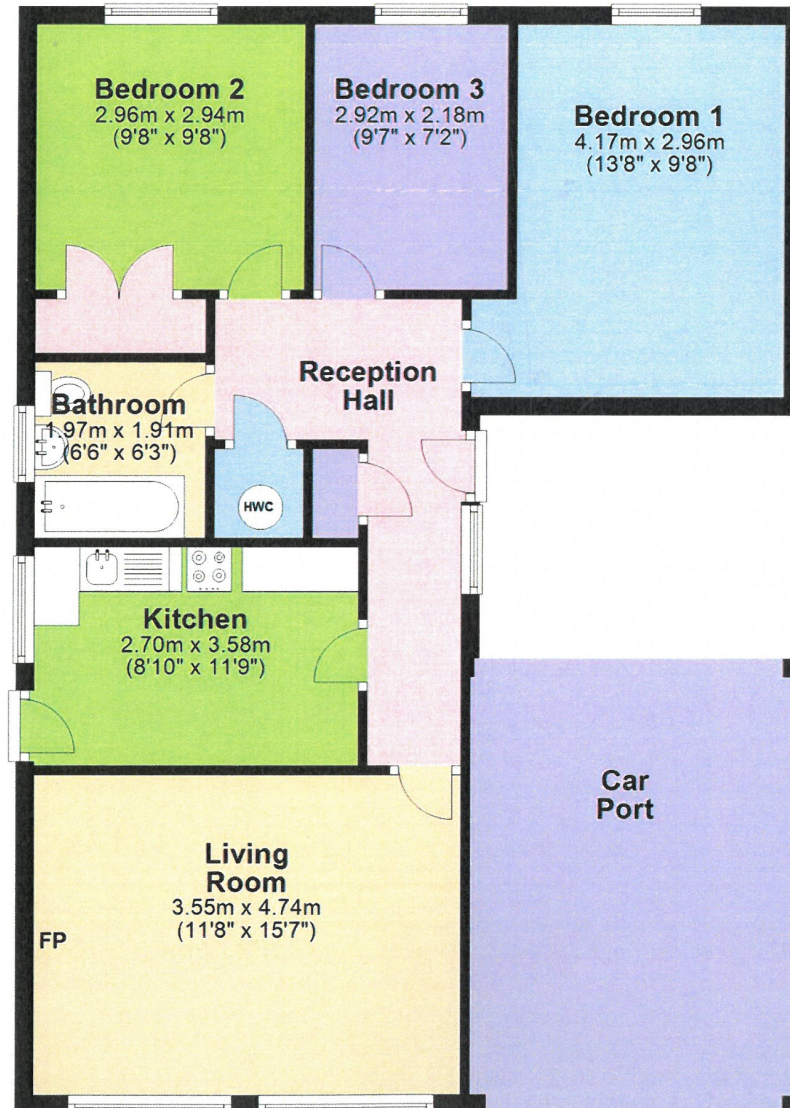 Bedroom 2
2.96m x 2.94m
(9'8" x 9'8")
Bedroom 3
2.92m x 2.18m
(9'7" x 7'2")
Bedroom 1
4.17m x 2.96m
(13'8" x 9'8")
Reception
Hall
Bathroom
1.97m x 1.91m
(6'6" x 6'3")
HWC
Kitchen
2.70m x 3.58m
(8'10" x 11'9")
Car
Port
Living
Room
3.55m x 4.74m
(11'8" x 15'7")
FP